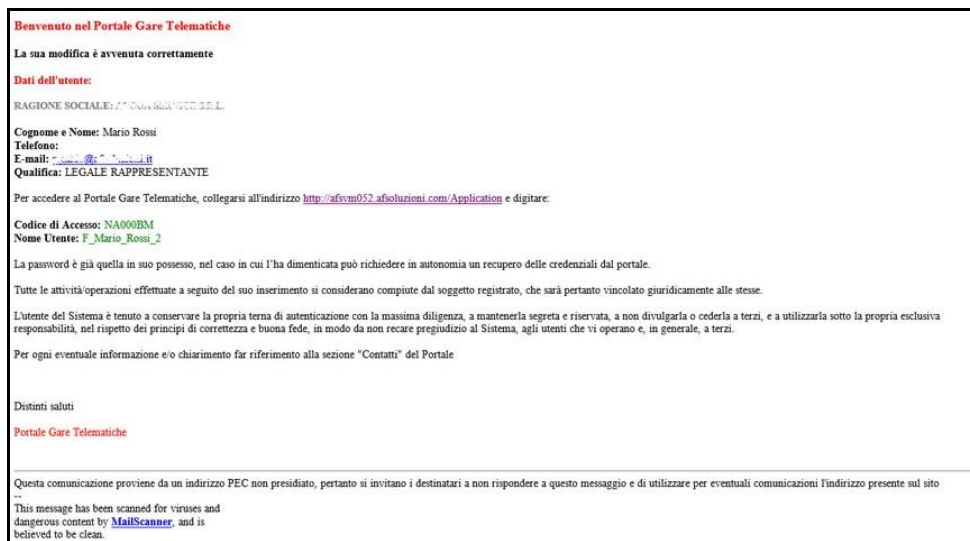 Benvenuto nel Portale Gare Telematiche
La sua modifica è avvenuta correttamente
Dati dell'utente:
RAGIONE SOCIALE:
Cognome e Nome: Mario Rossi
Telefono:
E-mail:
Qualifica: LEGALE RAPPRESENTANTE
Per accedere al Portale Gare Telematiche, collegarsi all'indirizzo http://afsvm052.afsoluzioni.com/Application e digitare:
Codice di Accesso: NA000BM
Nome Utente: F_Mario_Rossi_2
La password è già quella in suo possesso, nel caso in cui l'ha dimenticata può richiedere in autonomia un recupero delle credenziali dal portale.
Tutte le attività/operazioni effettuate a seguito del suo inserimento si considerano compiute dal soggetto registrato, che sarà pertanto vincolato giuridicamente alle stesse.
L'utente del Sistema è tenuto a conservare la propria terna di autenticazione con la massima diligenza, a mantenerla segreta e riservata, a non divulgarla o cederla a terzi, e a utilizzarla sotto la propria esclusiva
responsabilità, nel rispetto dei principi di correttezza e buona fede, in modo da non recare pregiudizio al Sistema, agli utenti che vi operano e, in generale, a terzi.
Per ogni eventuale informazione e/o chiarimento far riferimento alla sezione "Contatti" del Portale
Distinti saluti
Portale Gare Telematiche
Questa comunicazione proviene da un indirizzo PEC non presidiato, pertanto si invitano i destinatari a non rispondere a questo messaggio e di utilizzare per eventuali comunicazioni l'indirizzo presente sul sito
--
This message has been scanned for viruses and
dangerous content by MailScanner, and is
believed to be clean.